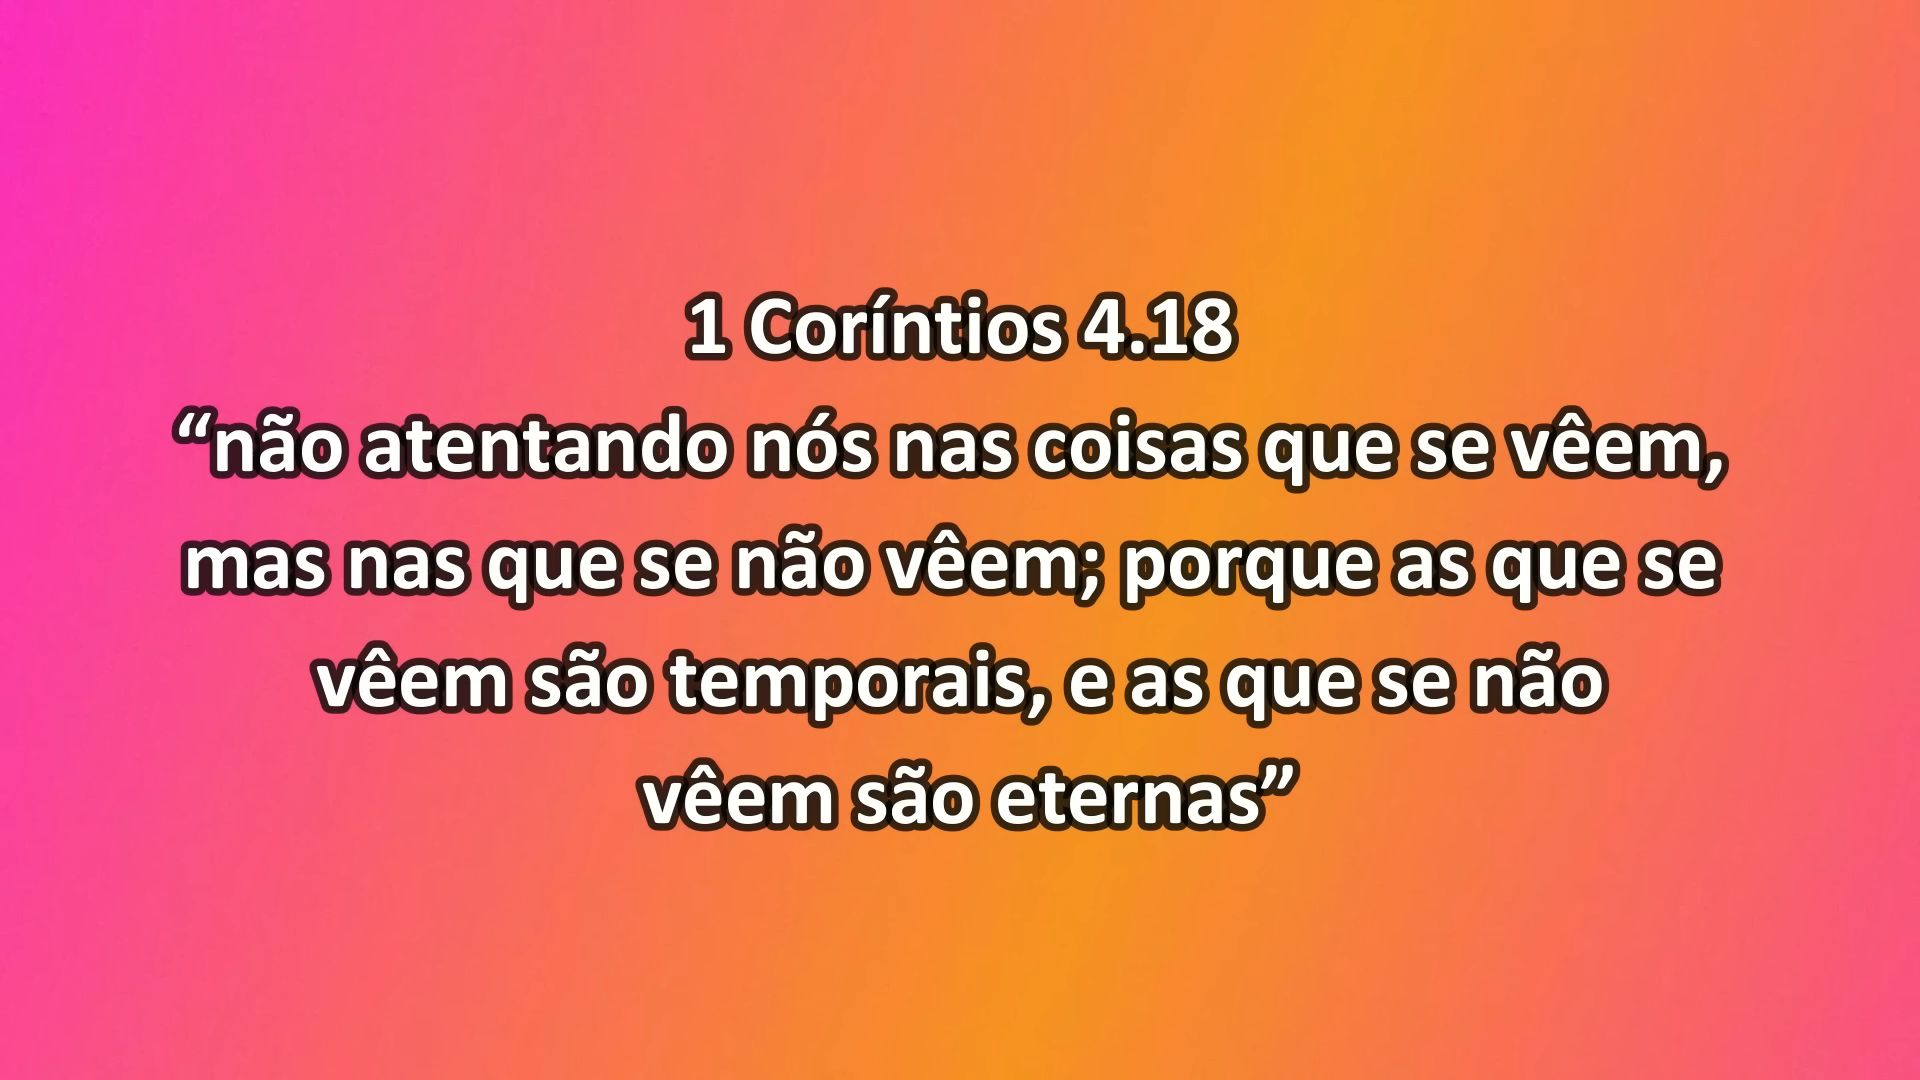 1 Coríntios 4.18
“não atentando nós nas coisas que se vêem,
mas nas que se não vêem; porque as que se
vêem são temporais, e as que se não
vêem são eternas”